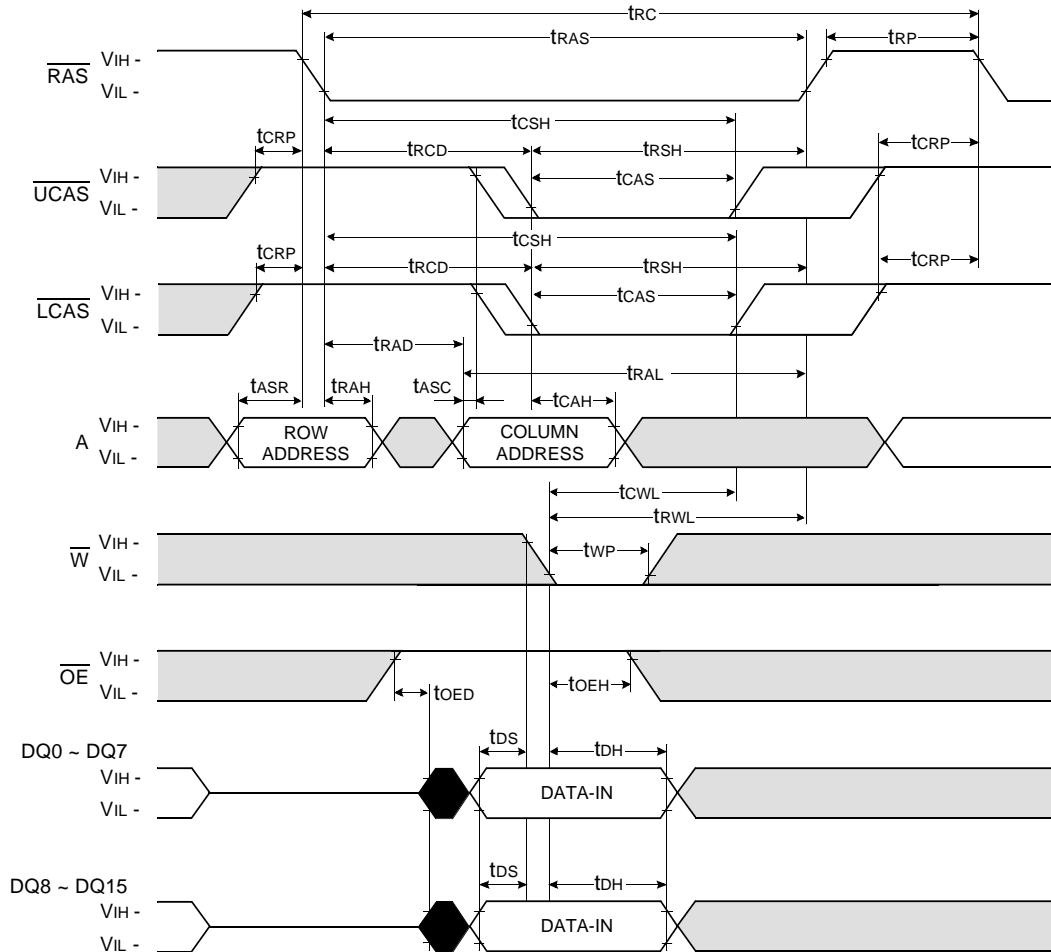 tRC
tRAS
tRP
RAS
VIH -
VIL -
tCSH
tCRP
tRCD
tRSH
tCRP
UCAS
VIH -
VIL -
tCAS
tCSH
tCRP
tRCD
tRSH
tCRP
LCAS
VIH -
VIL -
tCAS
tRAD
tRAL
tASR
tRAH
tASC
tCAH
A
VIH -
VIL -
ROW
ADDRESS
COLUMN
ADDRESS
tCWL
tRWL
W
VIH -
VIL -
tWP
OE
VIH -
VIL -
tOED
tOEH
DQ0 ~ DQ7
VIH -
VIL -
tDS
tDH
DATA-IN
DQ8 ~ DQ15
VIH -
VIL -
tDS
tDH
DATA-IN